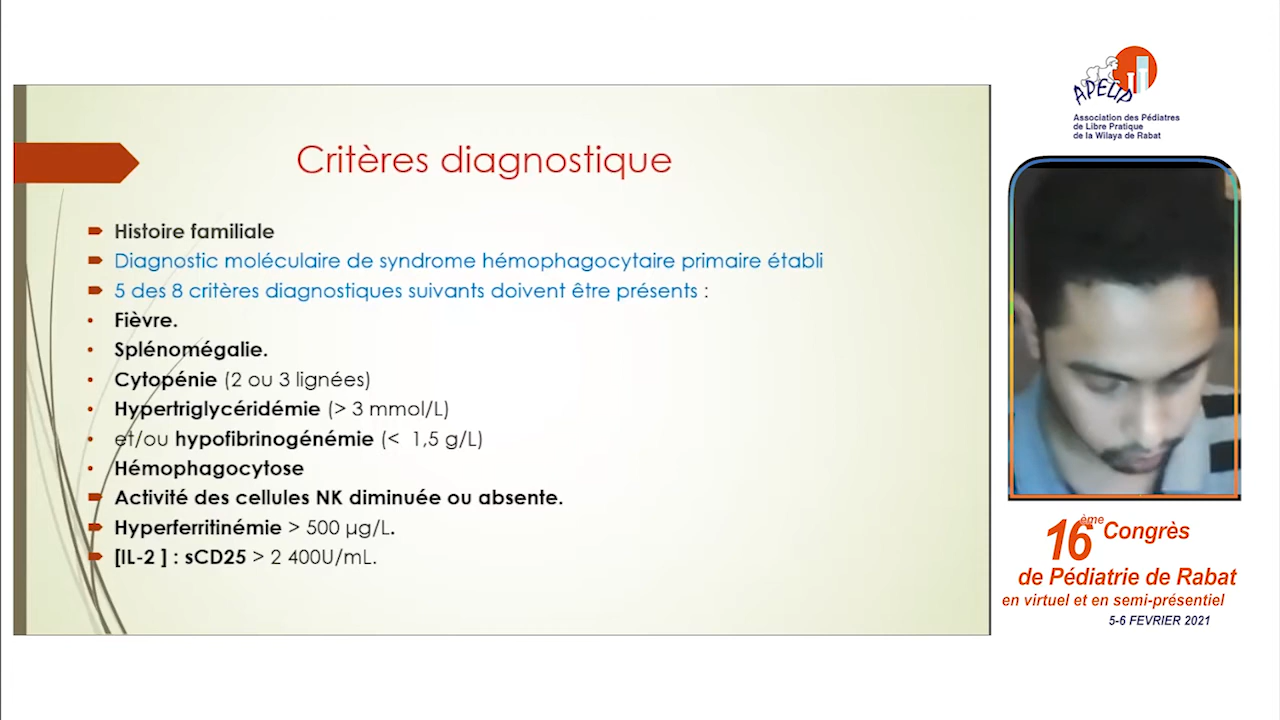 Critères diagnostique
Histoire familiale
Diagnostic moléculaire de syndrome hémophagocytaire primaire établi
5 des 8 critères diagnostiques suivants doivent être présents :
Fièvre.
Splénomégalie.
Cytopénie (2 ou 3 lignées)
Hypertriglycéridémie (> 3 mmol/L)
et/ou hypofibrinogénémie (< 1,5 g/L)
Hémophagocytose
Activité des cellules NK diminuée ou absente.
Hyperferritinémie > 500 µg/L.
[IL-2 ] : sCD25 > 2 400U/mL.
APELIP
Association des Pédiatres
de Libre Pratique
de la Wilaya de Rabat
16ème Congrès
de Pédiatrie de Rabat
en virtuel et en semi-présentiel
5-6 FEVRIER 2021